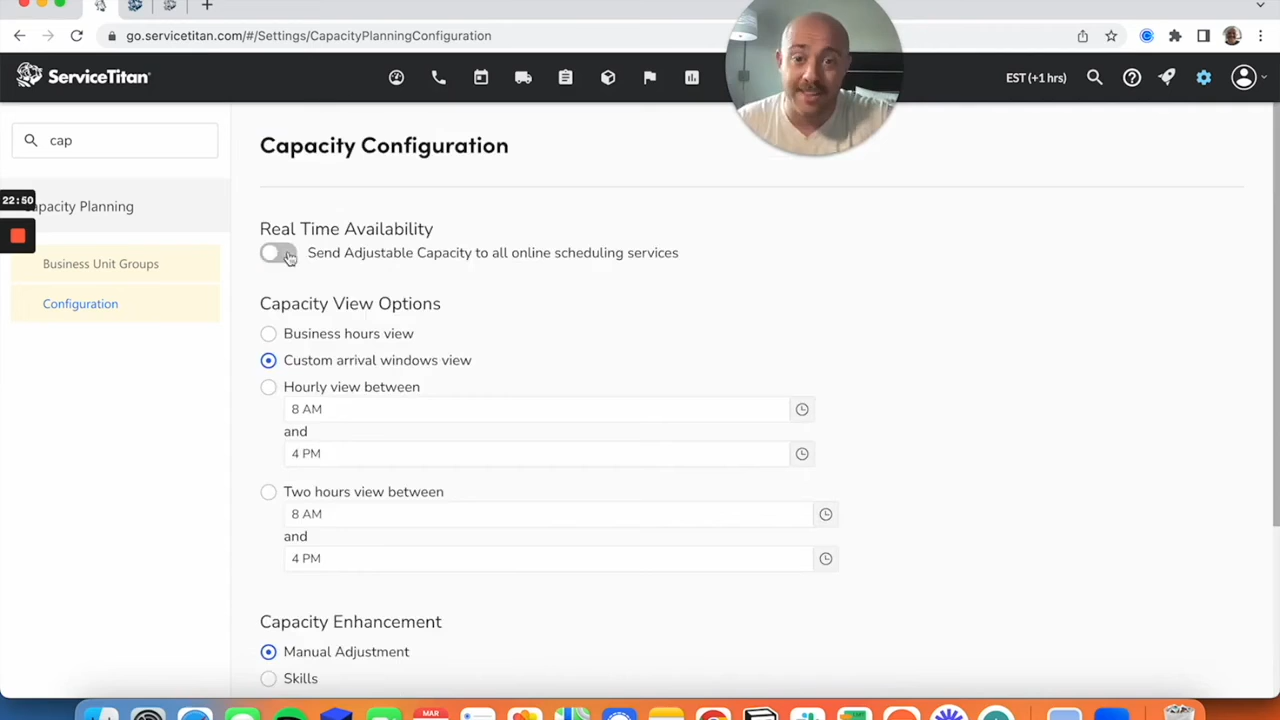 go.servicetitan.com/#/Settings/CapacityPlanningConfiguration
ServiceTitan
EST (+1 hrs)
cap
Capacity Configuration
22:50
apacity Planning
Real Time Availability
Send Adjustable Capacity to all online scheduling services
Business Unit Groups
Configuration
Capacity View Options
Business hours view
Custom arrival windows view
Hourly view between
8 AM
and
4 PM
Two hours view between
8 AM
and
4 PM
Capacity Enhancement
Manual Adjustment
Skills
MAR